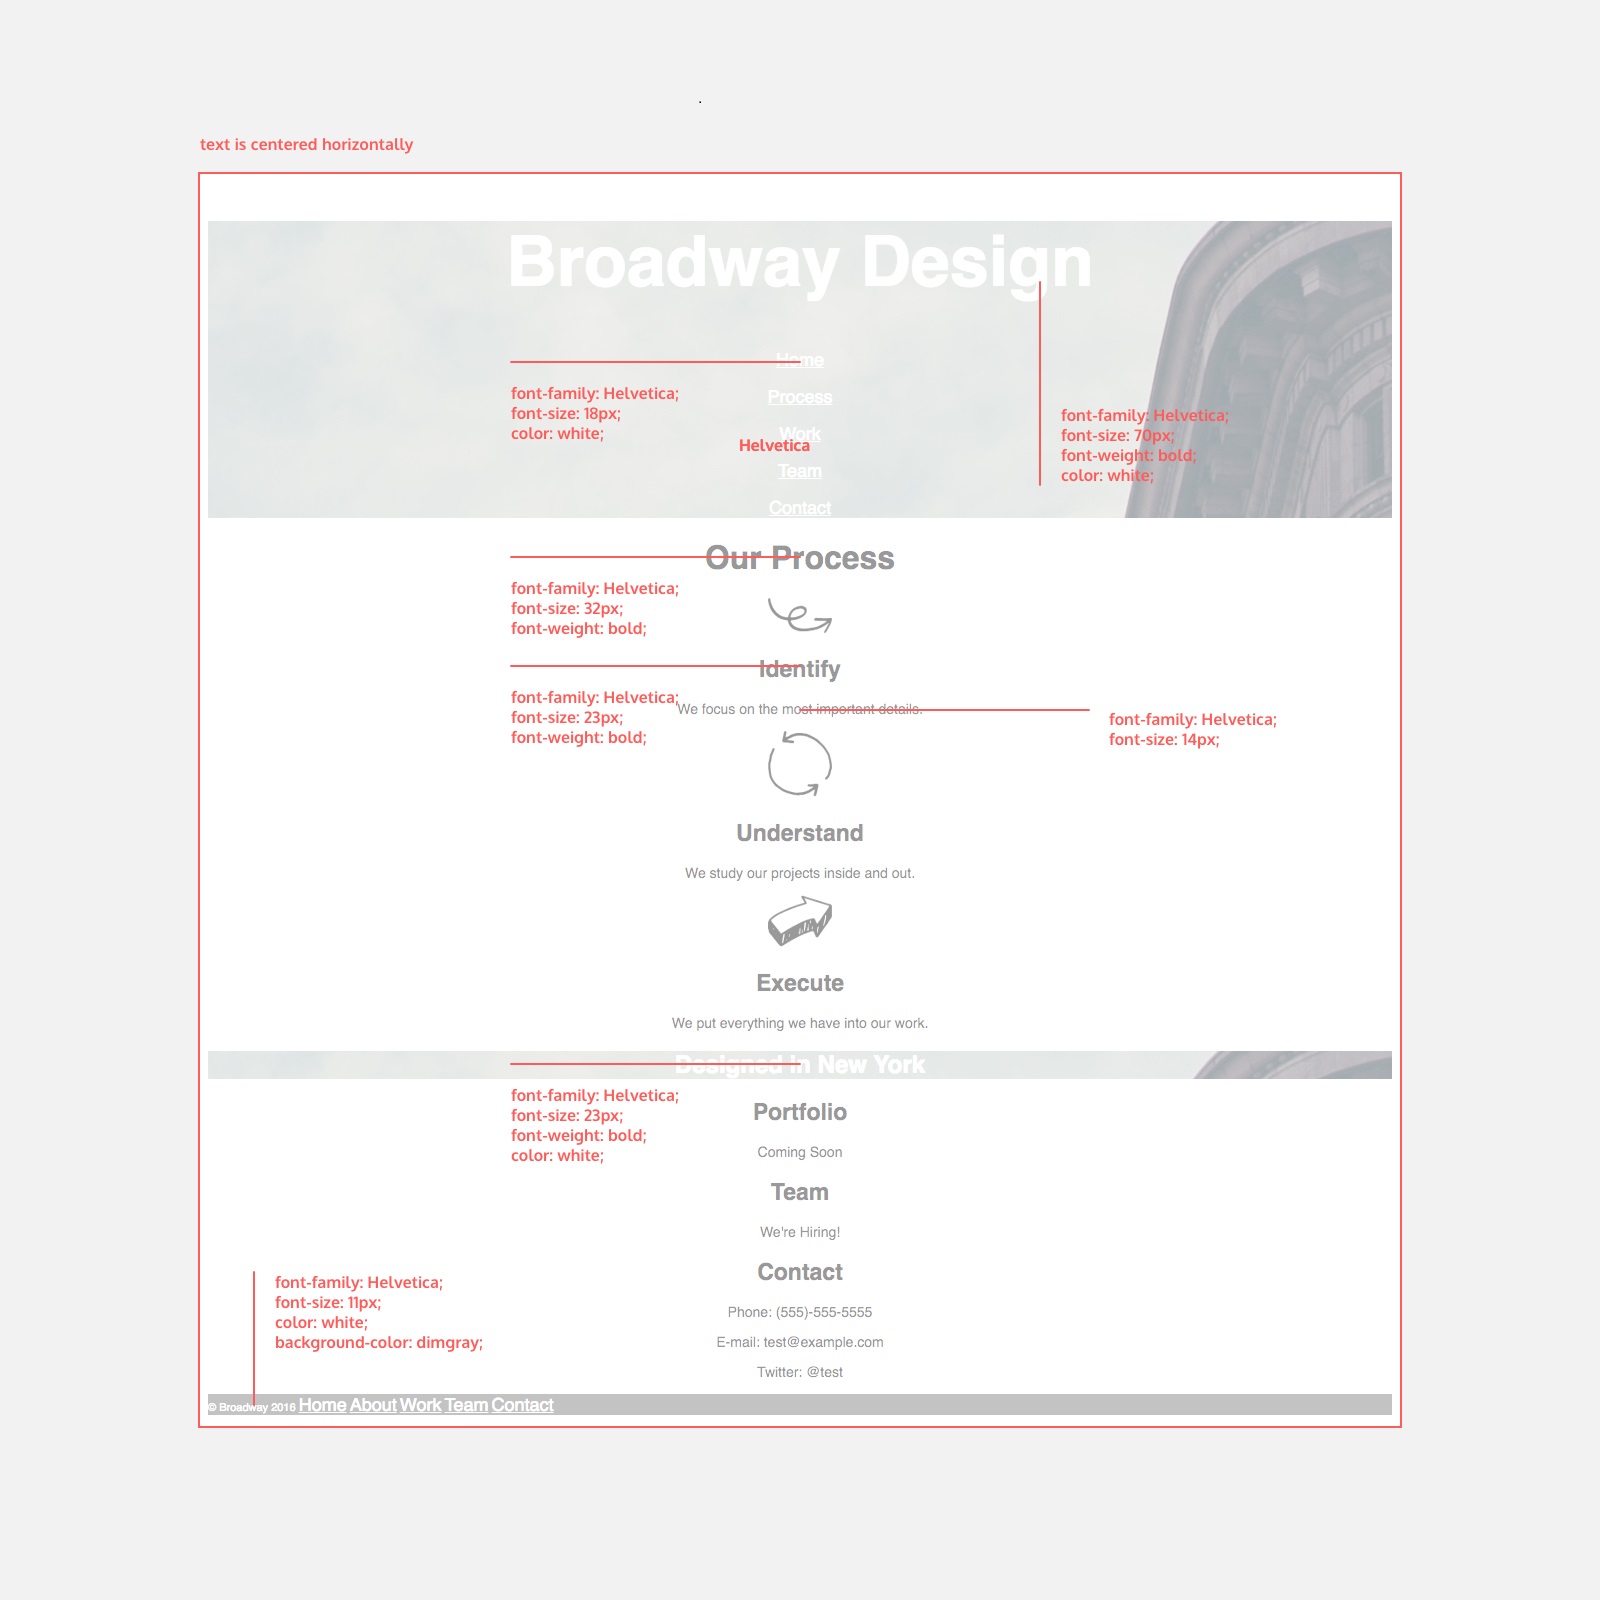 .
text is centered horizontally
Broadway Design
Home
font-family: Helvetica;
font-size: 18px;
color: white;
Process
Work
Helvetica
Team
Contact
font-family: Helvetica;
font-size: 70px;
font-weight: bold;
color: white;
Our Process
font-family: Helvetica;
font-size: 32px;
font-weight: bold;
Identify
font-family: Helvetica;
font-size: 23px;
font-weight: bold;
We focus on the most important details.
font-family: Helvetica;
font-size: 14px;
Understand
We study our projects inside and out.
Execute
We put everything we have into our work.
Designed in New York
font-family: Helvetica;
font-size: 23px;
font-weight: bold;
color: white;
Portfolio
Coming Soon
Team
We're Hiring!
Contact
font-family: Helvetica;
font-size: 11px;
color: white;
background-color: dimgray;
Phone: (555)-555-5555
E-mail: test@example.com
Twitter: @test
© Broadway 2016 Home About Work Team Contact